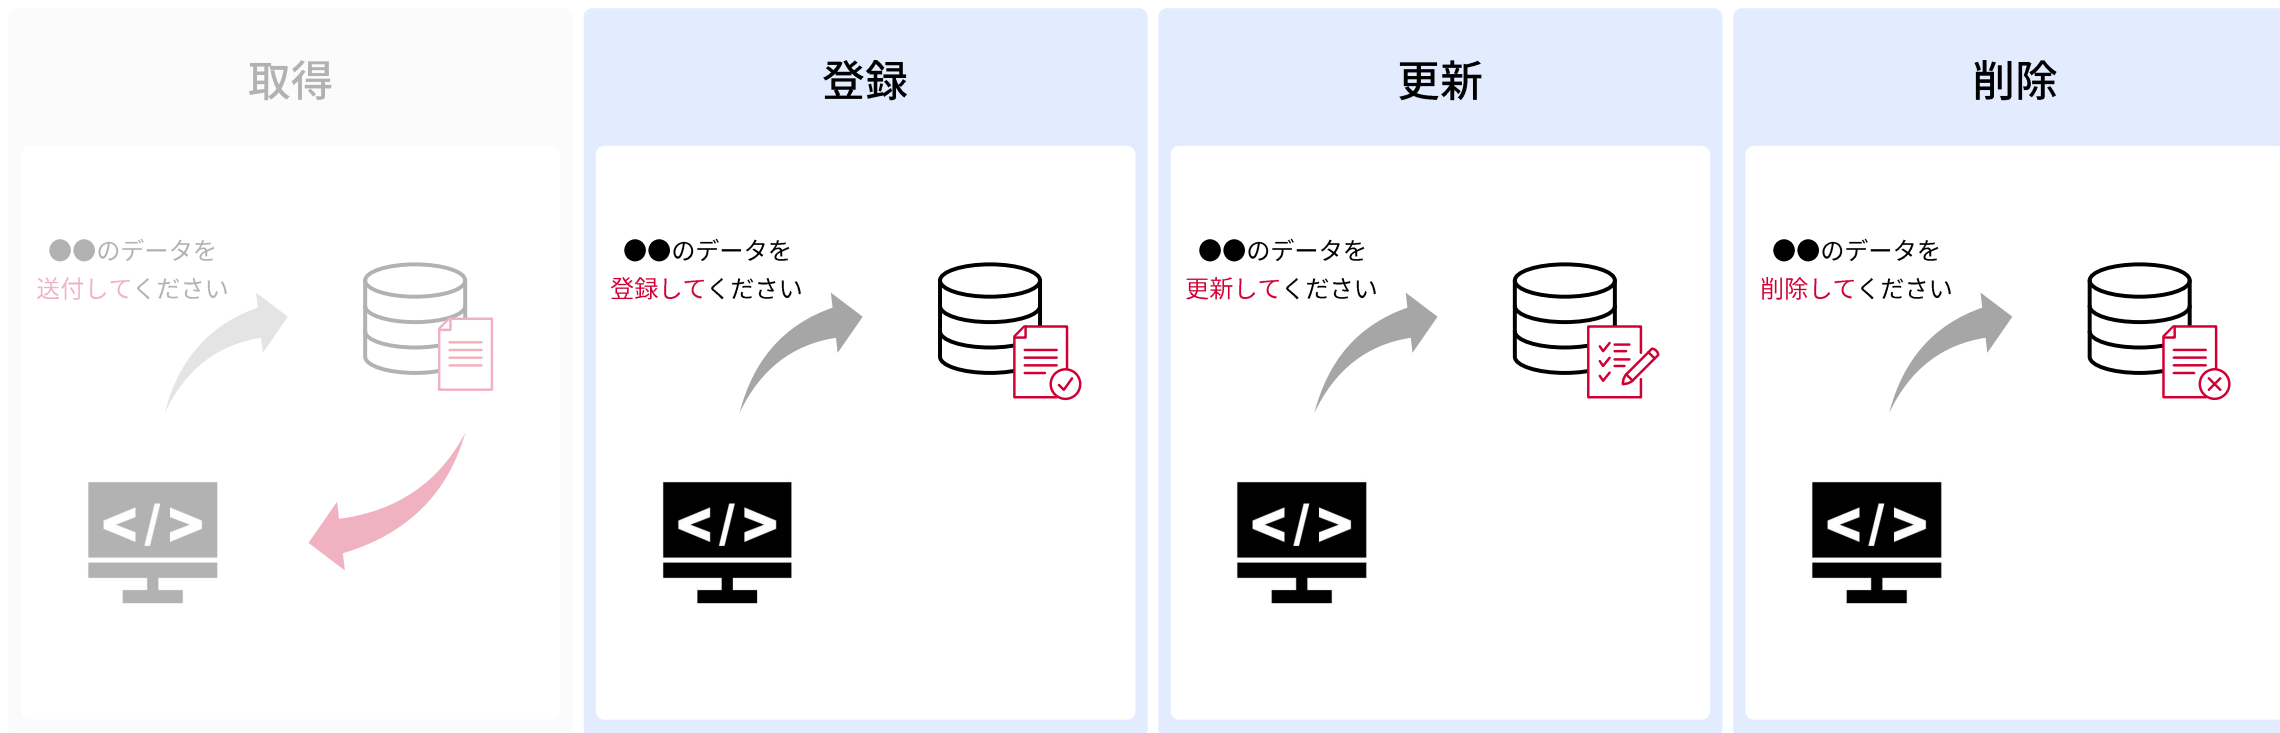 取得
●●のデータを
送付してください
</>
登録
●●のデータを
登録してください
</>
更新
●●のデータを
更新してください
</>
削除
●●のデータを
削除してください
</>